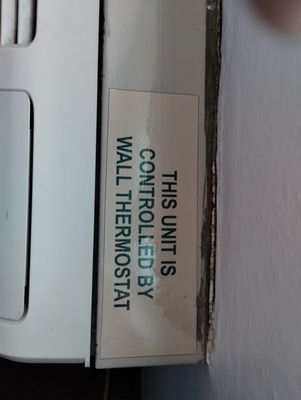 THIS UNIT IS
CONTROLLED BY
WALL THERMOSTAT